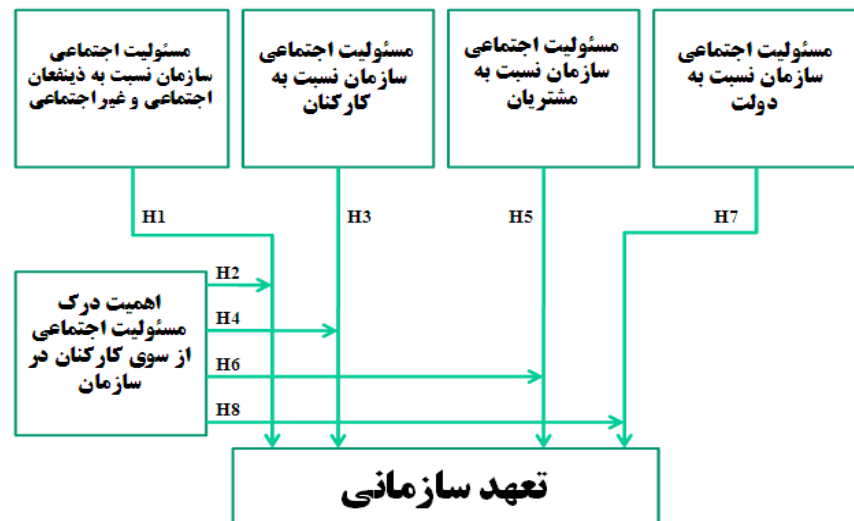 مسئولیت اجتماعی
سازمان نسبت به
دولت
مسئولیت اجتماعی
سازمان نسبت به
مشتریان
مسئولیت اجتماعی
سازمان نسبت به
کارکنان
مسئولیت اجتماعی
سازمان نسبت به ذینفعان
اجتماعی و غیر اجتماعی
H7
H5
H3
H1
H2
H4
H6
H8
اهمیت درک
مسئولیت اجتماعی
از سوی کارکنان در
سازمان
تعهد سازمانی